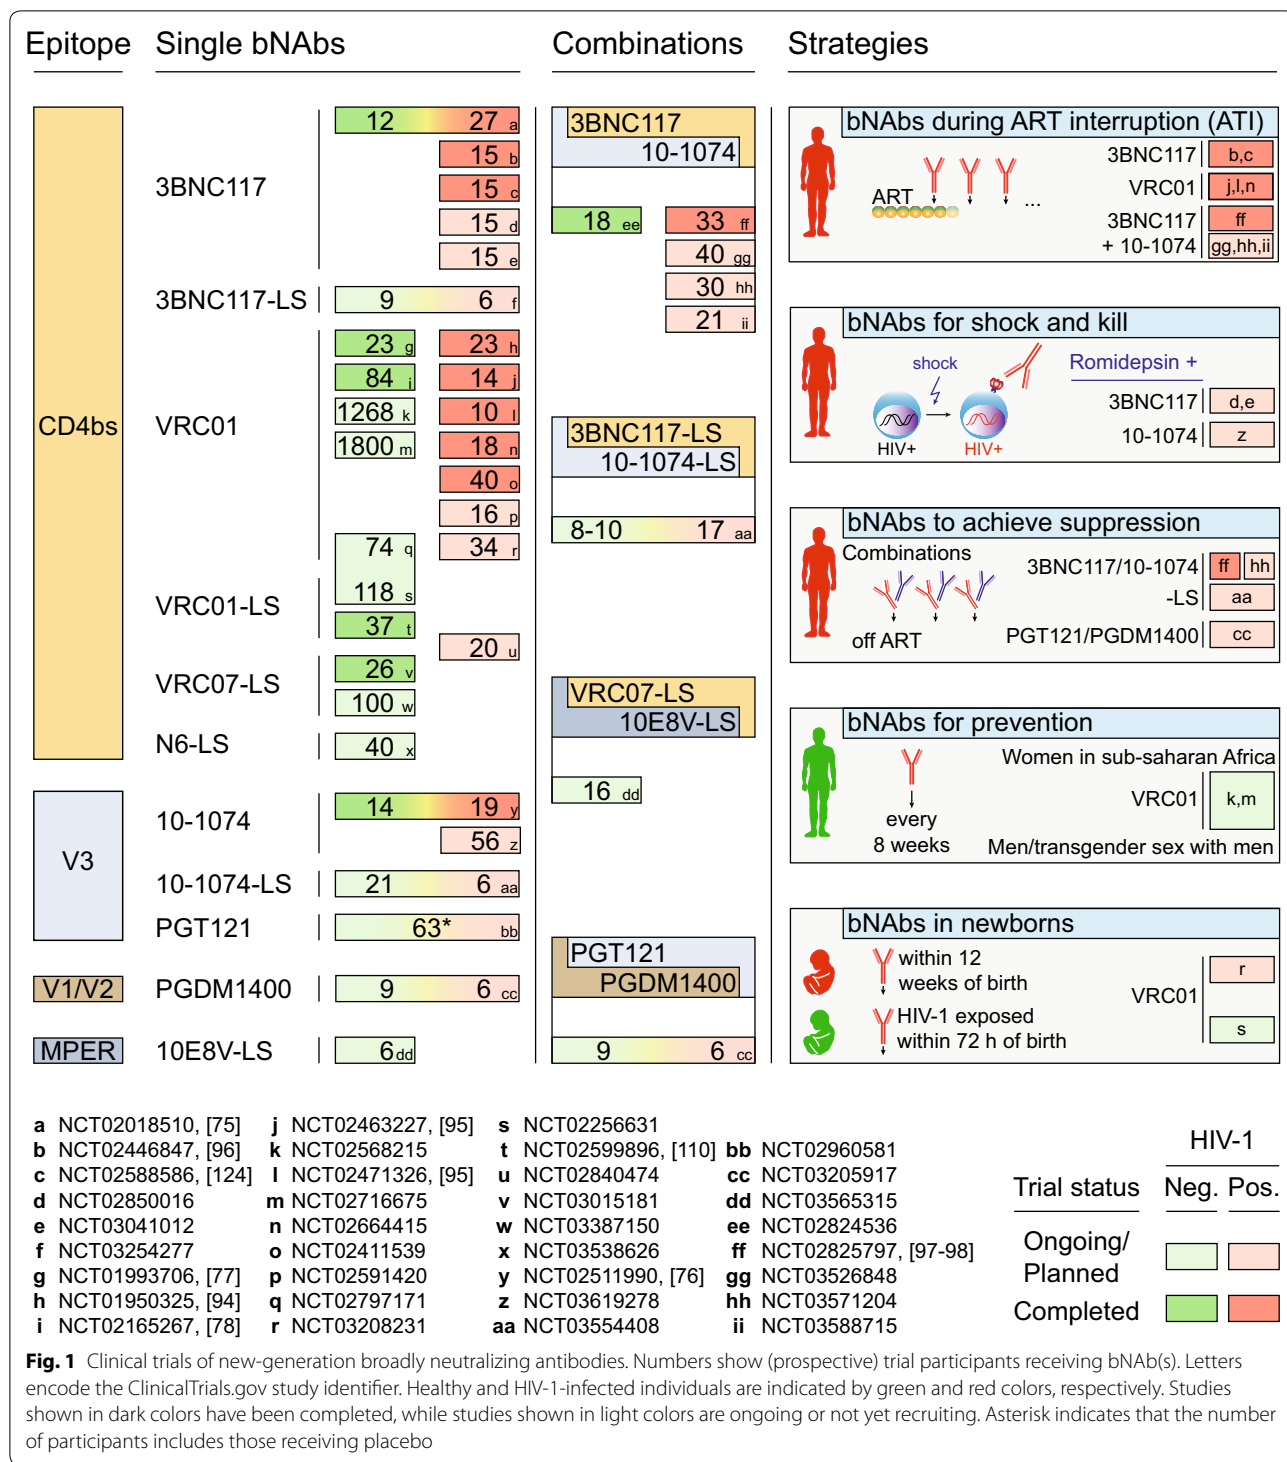 Epitope
Single bNAbs
Combinations
Strategies
CD4bs
V3
V1/V2
MPER
3BNC117
12 27 a
15 b
15 c
15 d
15 e
3BNC117-LS
9 6 f
VRC01
23 g 23 h
84 i 14 j
1268 k 10 l
1800 m 18 n
40 o
16 p
74 q 34 r
VRC01-LS
118 s
37 t
20 u
VRC07-LS
26 v
100 w
N6-LS
40 x
10-1074
14 19 y
56 z
10-1074-LS
21 6 aa
PGT121
63* bb
PGDM1400
9 6 cc
10E8V-LS
6 dd
3BNC117
10-1074
18 ee 33 ff
40 gg
30 hh
21 ii
3BNC117-LS
10-1074-LS
8-10 17 aa
VRC07-LS
10E8V-LS
16 dd
PGT121
PGDM1400
9 6 cc
bNAbs during ART interruption (ATI)
ART
...
3BNC117 b,c
VRC01 j,l,n
3BNC117 ff
+ 10-1074 gg,hh,ii
bNAbs for shock and kill
shock
HIV+ HIV+
Romidepsin +
3BNC117 d,e
10-1074 z
bNAbs to achieve suppression
Combinations
off ART
3BNC117/10-1074 ff hh
-LS aa
PGT121/PGDM1400 cc
bNAbs for prevention
every
8 weeks
Women in sub-saharan Africa
VRC01 k,m
Men/transgender sex with men
bNAbs in newborns
within 12
weeks of birth
HIV-1 exposed
within 72 h of birth
VRC01
r
s
a NCT02018510, [75]
b NCT02446847, [96]
c NCT02588586, [124]
d NCT02850016
e NCT03041012
f NCT03254277
g NCT01993706, [77]
h NCT01950325, [94]
i NCT02165267, [78]
j NCT02463227, [95]
k NCT02568215
l NCT02471326, [95]
m NCT02716675
n NCT02664415
o NCT02411539
p NCT02591420
q NCT02797171
r NCT03208231
s NCT02256631
t NCT02599896, [110]
u NCT02840474
v NCT03015181
w NCT03387150
x NCT03538626
y NCT02511990, [76]
z NCT03619278
aa NCT03554408
bb NCT02960581
cc NCT03205917
dd NCT03565315
ee NCT02824536
ff NCT02825797, [97-98]
gg NCT03526848
hh NCT03571204
ii NCT03588715
HIV-1
Trial status Neg. Pos.
Ongoing/
Planned
Completed
Fig. 1 Clinical trials of new-generation broadly neutralizing antibodies. Numbers show (prospective) trial participants receiving bNAb(s). Letters
encode the ClinicalTrials.gov study identifier. Healthy and HIV-1-infected individuals are indicated by green and red colors, respectively. Studies
shown in dark colors have been completed, while studies shown in light colors are ongoing or not yet recruiting. Asterisk indicates that the number
of participants includes those receiving placebo